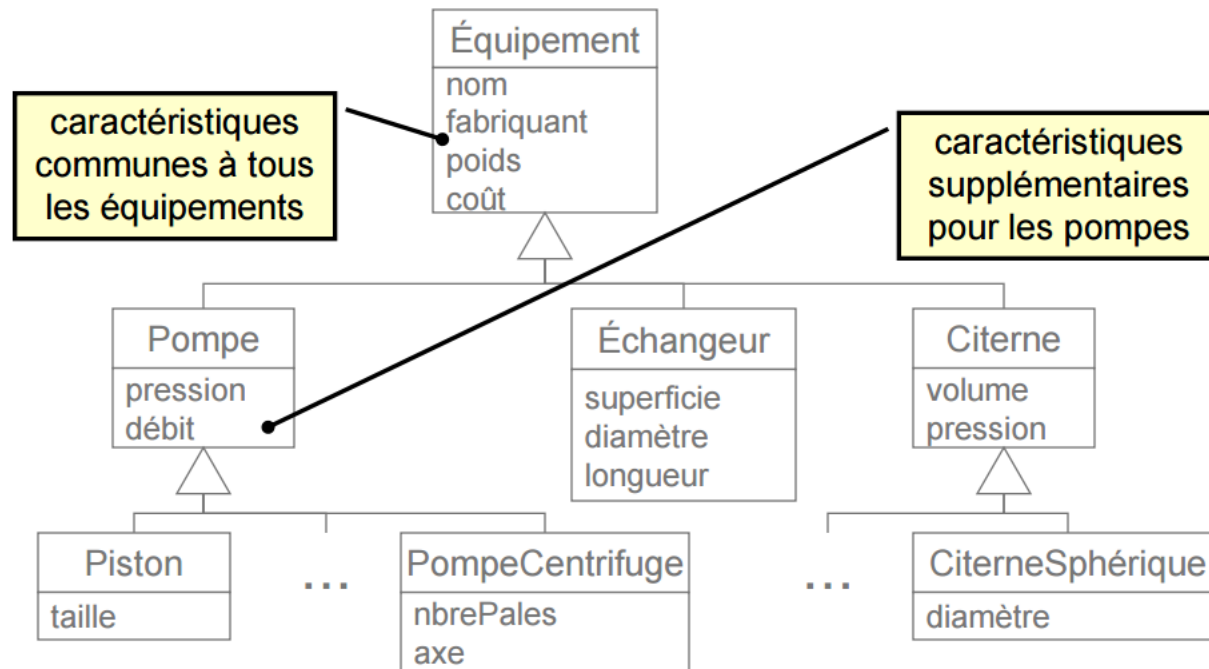 Équipement
nom
fabriquant
poids
coût
caractéristiques
communes à tous
les équipements
caractéristiques
supplémentaires
pour les pompes
Pompe
pression
débit
Échangeur
superficie
diamètre
longueur
Citerne
volume
pression
Piston
taille
...
PompeCentrifuge
nbrePales
axe
...
CiterneSphérique
diamètre